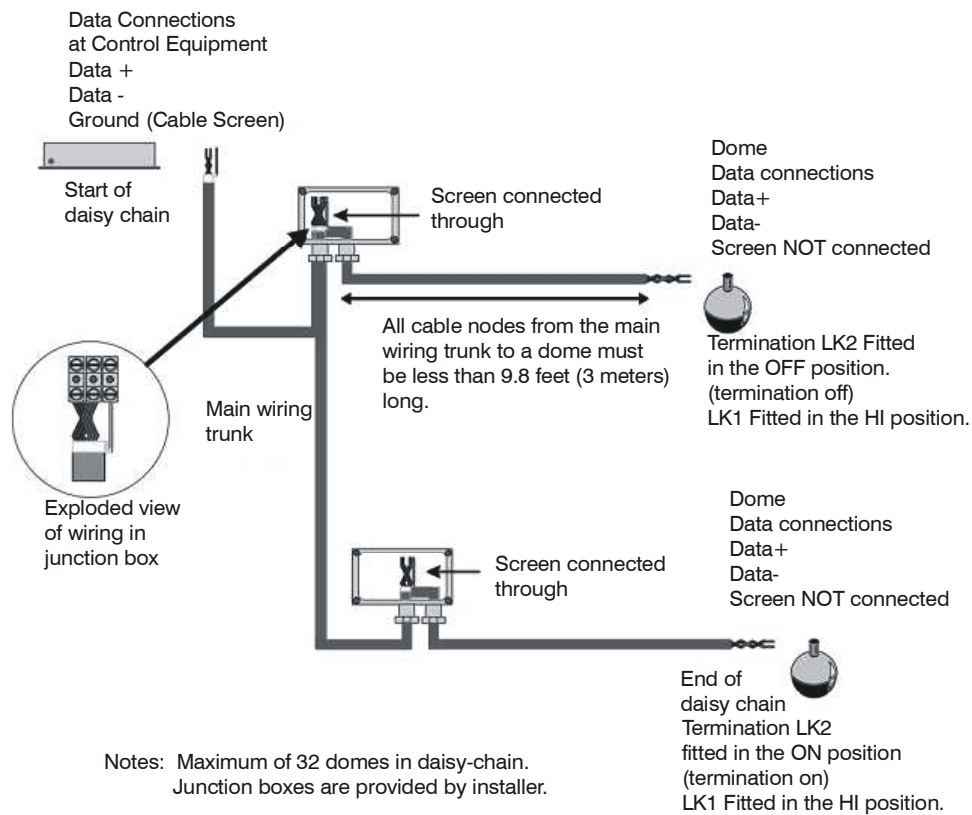 Data Connections
at Control Equipment
Data +
Data -
Ground (Cable Screen)
Start of
daisy chain
Screen connected
through
Dome
Data connections
Data+
Data-
Screen NOT connected
All cable nodes from the main
wiring trunk to a dome must
be less than 9.8 feet (3 meters)
long.
Termination LK2 Fitted
in the OFF position.
(termination off)
LK1 Fitted in the HI position.
Main wiring
trunk
Exploded view
of wiring in
junction box
Screen connected
through
Dome
Data connections
Data+
Data-
Screen NOT connected
End of
daisy chain
Termination LK2
fitted in the ON position
(termination on)
LK1 Fitted in the HI position.
Notes: Maximum of 32 domes in daisy-chain.
Junction boxes are provided by installer.